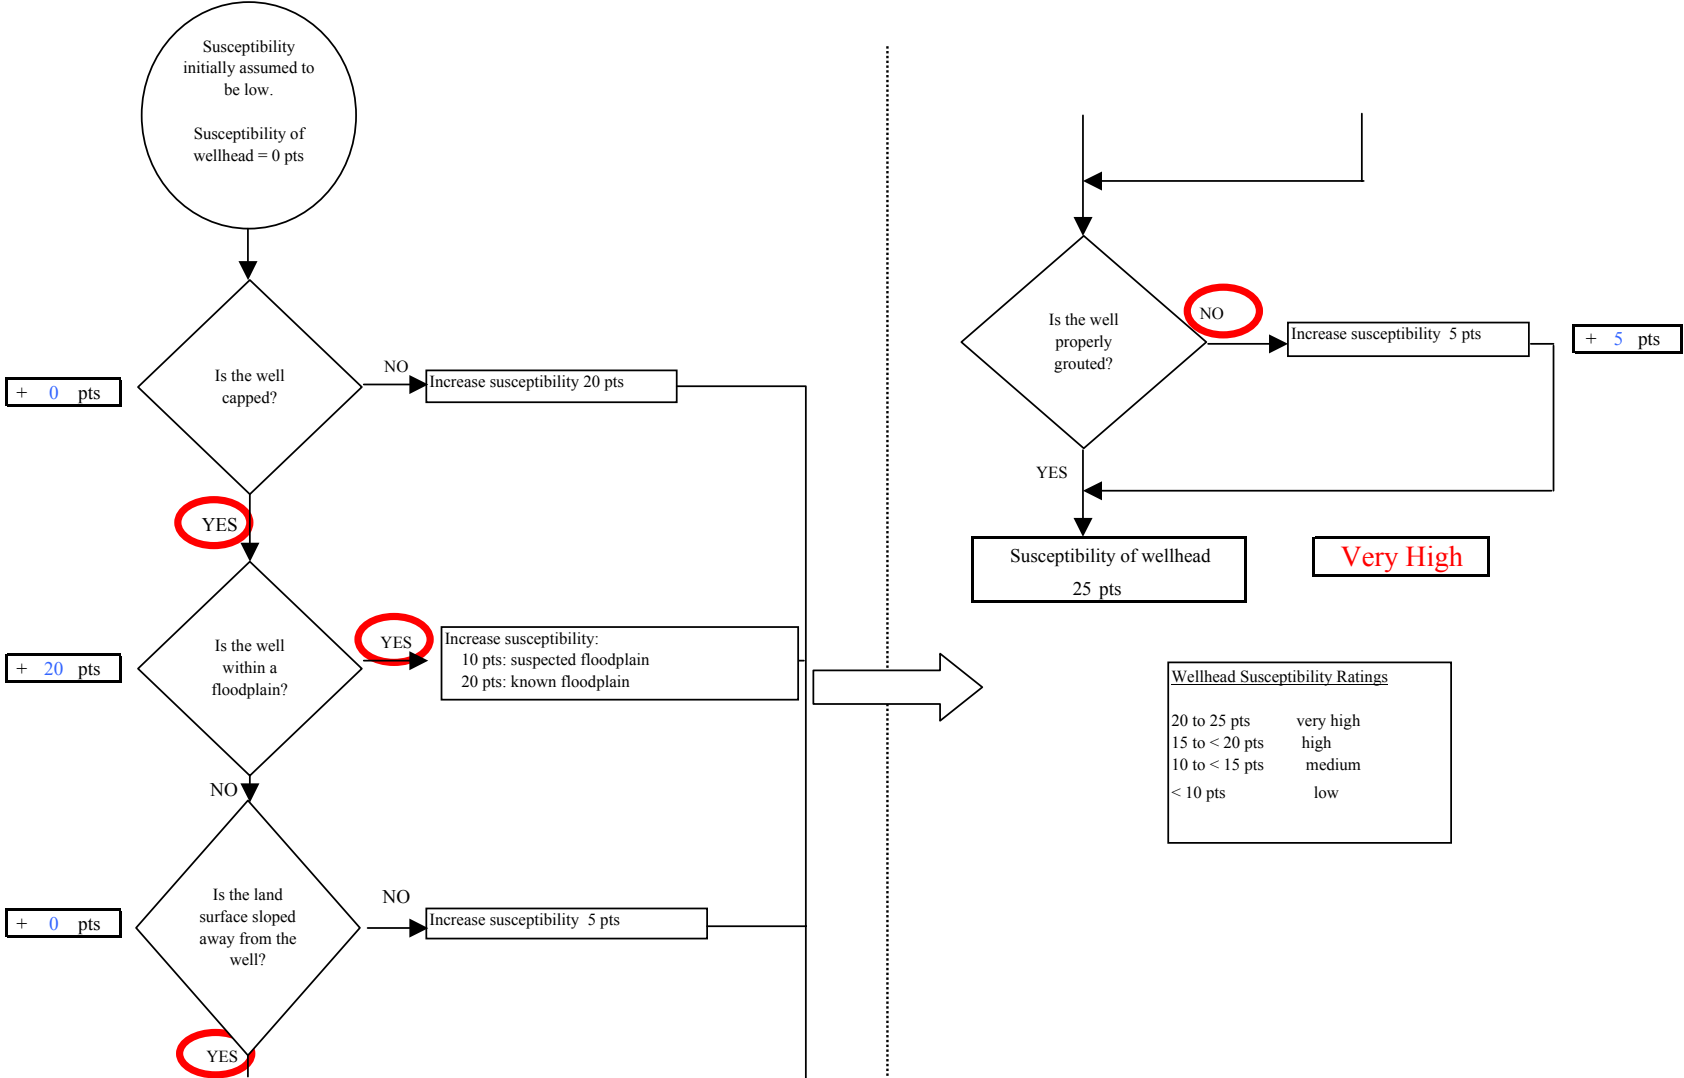 Susceptibility
initially assumed to
be low.
Susceptibility of
wellhead = 0 pts
Is the well
capped?
NO
Increase susceptibility 20 pts
+ 0 pts
YES
Is the well
within a
floodplain?
YES
Increase susceptibility:
10 pts: suspected floodplain
20 pts: known floodplain
+ 20 pts
NO
Is the land
surface sloped
away from the
well?
NO
Increase susceptibility 5 pts
+ 0 pts
YES
Is the well
properly
grouted?
NO
Increase susceptibility 5 pts
+ 5 pts
YES
Susceptibility of wellhead
25 pts
Very High
Wellhead Susceptibility Ratings
20 to 25 pts very high
15 to < 20 pts high
10 to < 15 pts medium
< 10 pts low